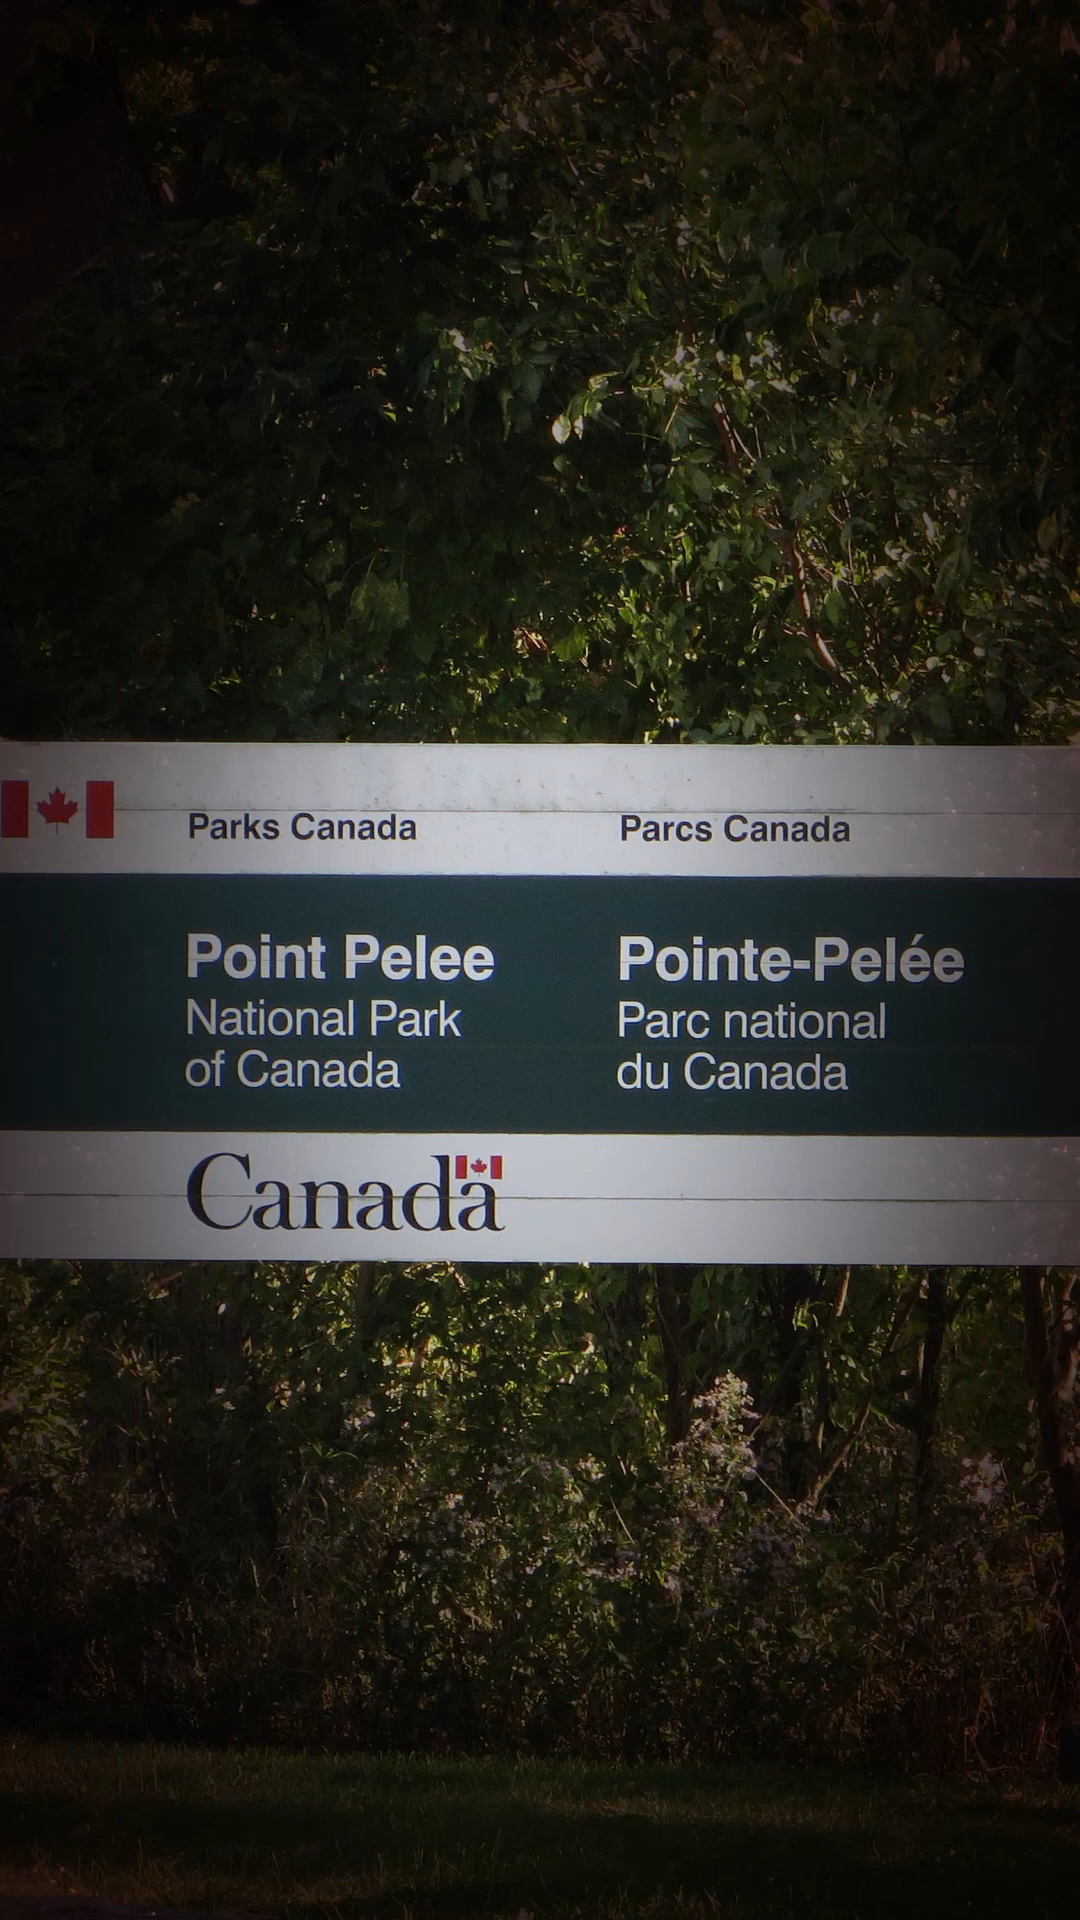 Parks Canada
Parcs Canada
Point Pelee
National Park
of Canada
Pointe-Pelée
Parc national
du Canada
Canada